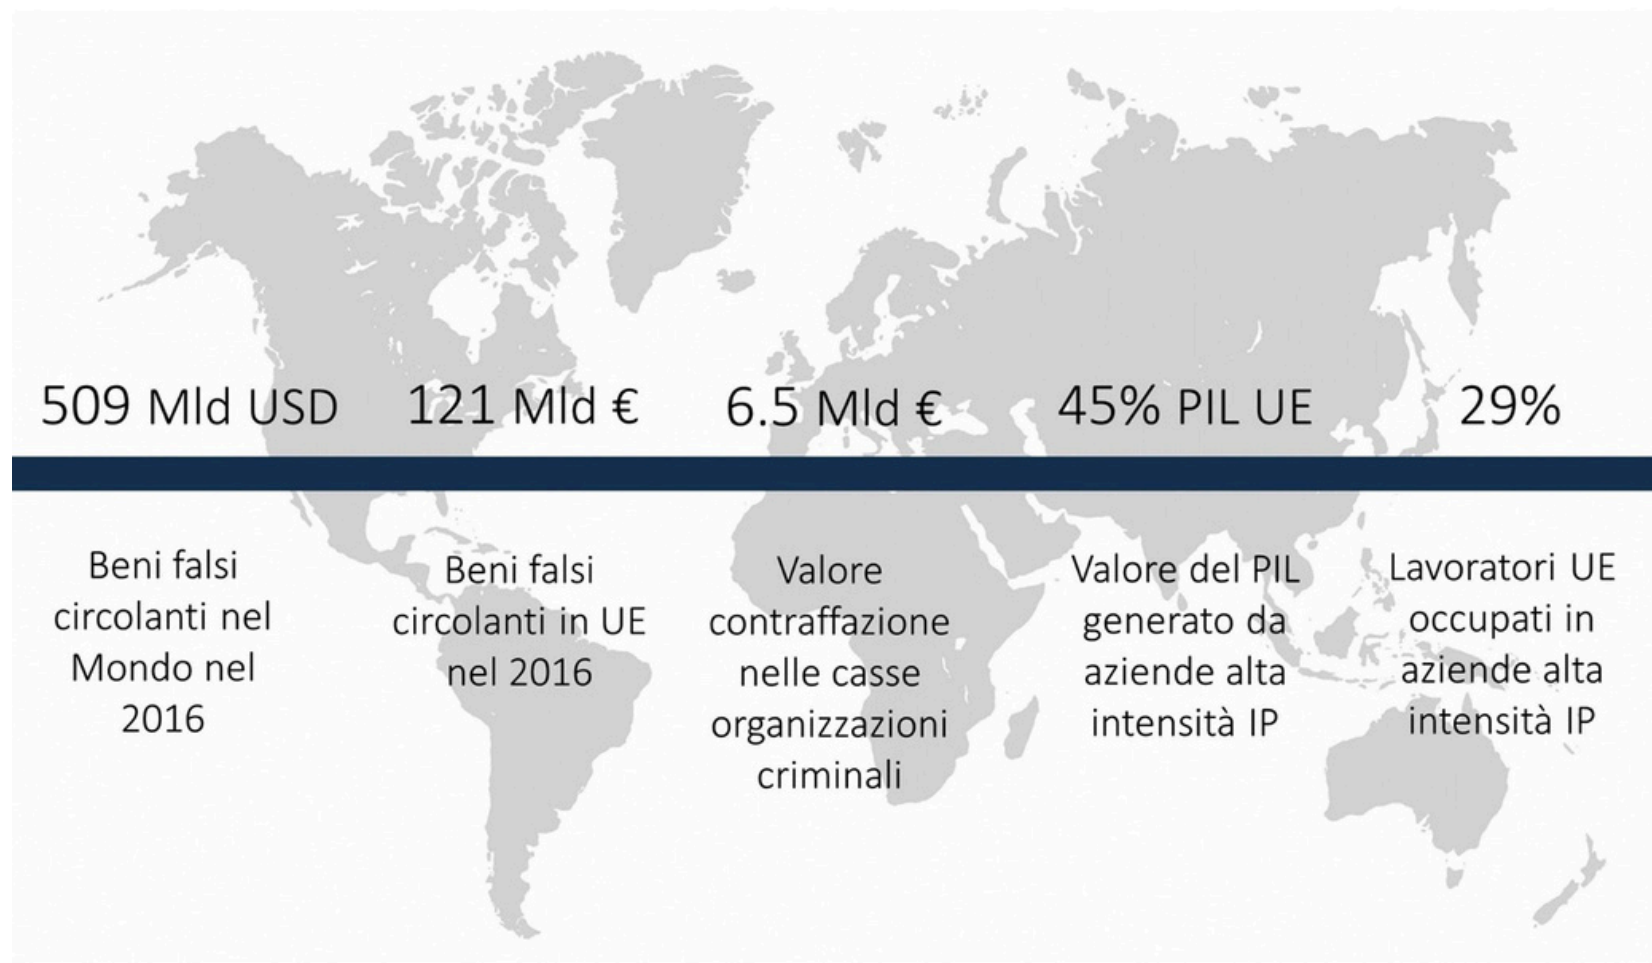 509 Mld USD
121 Mld €
6.5 Mld €
45% PIL UE
29%
Beni falsi
circolanti nel
Mondo nel
2016
Beni falsi
circolanti in UE
nel 2016
Valore
contraffazione
nelle casse
organizzazioni
criminali
Valore del PIL
generato da
aziende alta
intensità IP
Lavoratori UE
occupati in
aziende alta
intensità IP